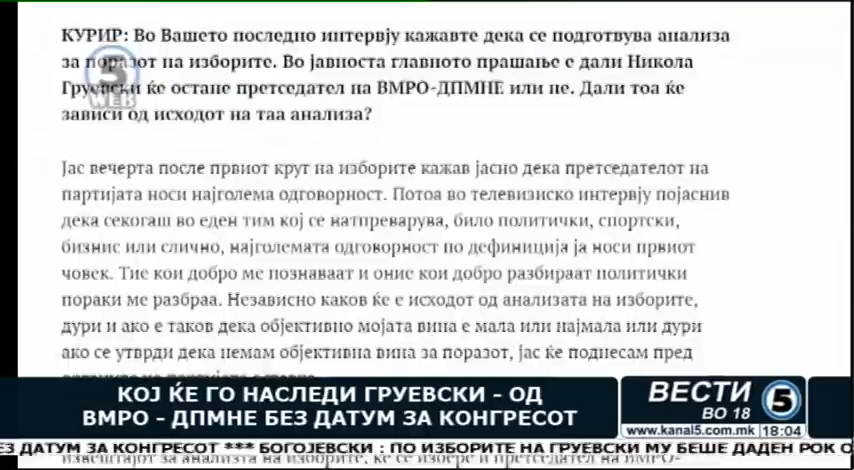 КУРИР: Во Вашето последно интервју кажавте дека се подготвува анализа
за поразот на изборите. Во јавноста главното прашање е дали Никола
Груевски ќе остане претседател на ВМРО-ДПМНЕ или не. Дали тоа ќе
зависи од исходот на таа анализа?
5
WEB
Јас вечерта после првиот круг на изборите кажав јасно дека претседателот на
партијата носи најголема одговорност. Потоа во телевизиско интервју појаснив
дека секогаш во еден тим кој се натпреварува, било политички, спортски,
бизнис или слично, најголемата одговорност по дефиниција ја носи првиот
човек. Тие кои добро ме познаваат и оние кои добро разбираат политички
пораки ме разбраа. Независно каков ќе е исходот од анализата на изборите,
дури и ако е таков дека објективно мојата вина е мала или најмала или дури
ако се утврди дека немам објективна вина за поразот, јас ќе поднесам пред
КОЈ ЌЕ ГО НАСЛЕДИ ГРУЕВСКИ – ОД
ВМРО – ДПМНЕ БЕЗ ДАТУМ ЗА КОНГРЕСОТ
ВЕСТИ
ВО 18
5
www.kanal5.com.mk 18:04
ЕЗ ДАТУМ ЗА КОНГРЕСОТ *** БОГОЈЕВСКИ : ПО ИЗБОРИТЕ НА ГРУЕВСКИ МУ БЕШЕ ДАДЕН РОК О